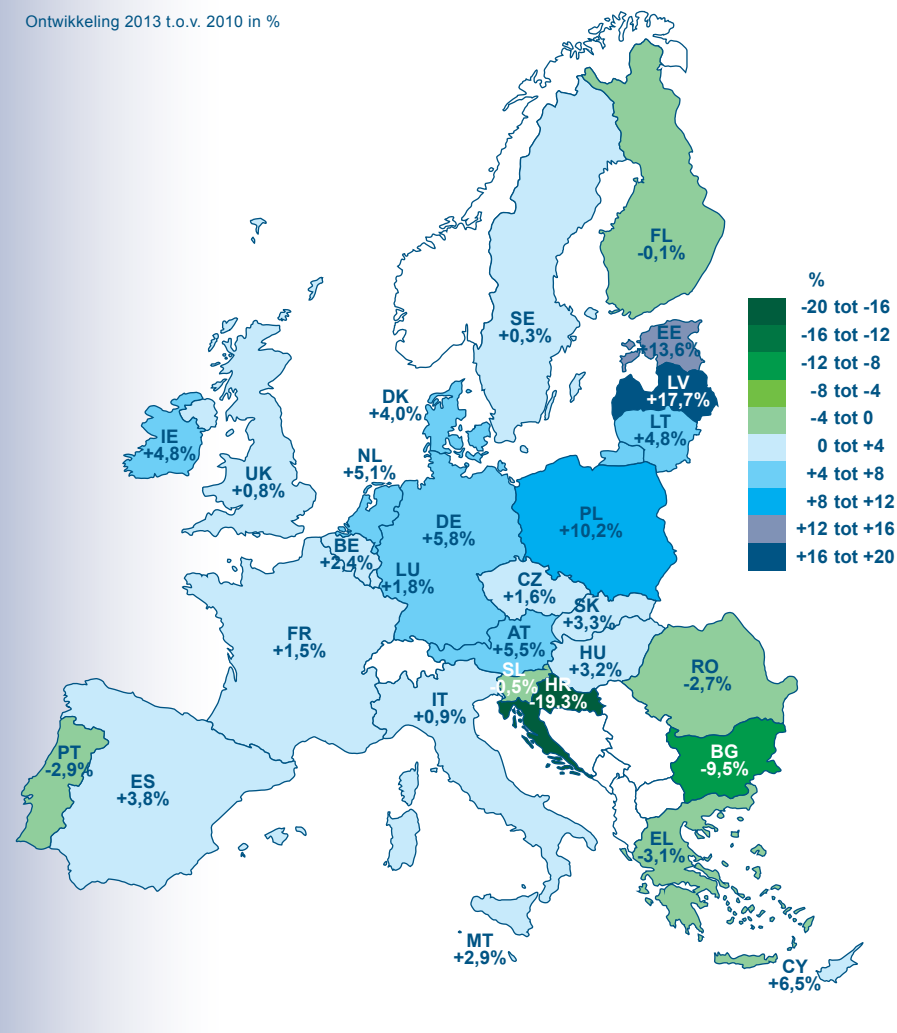 Ontwikkeling 2013 t.o.v. 2010 in %
FL
-0,1%
SE
+0,3%
EE
+13,6%
LV
+17,7%
LT
+4,8%
DK
+4,0%
IE
+4,8%
UK
+0,8%
NL
+5,1%
DE
+5,8%
PL
+10,2%
BE
+2,4%
LU
+1,8%
CZ
+1,6%
SK
+3,3%
FR
+1,5%
AT
+5,5%
HU
+3,2%
SL
-0,5%
HR
-19.3%
RO
-2,7%
IT
+0,9%
PT
-2,9%
ES
+3,8%
BG
-9,5%
EL
-3,1%
MT
+2,9%
CY
+6,5%
%
-20 tot -16
-16 tot -12
-12 tot -8
-8 tot -4
-4 tot 0
0 tot +4
+4 tot +8
+8 tot +12
+12 tot +16
+16 tot +20